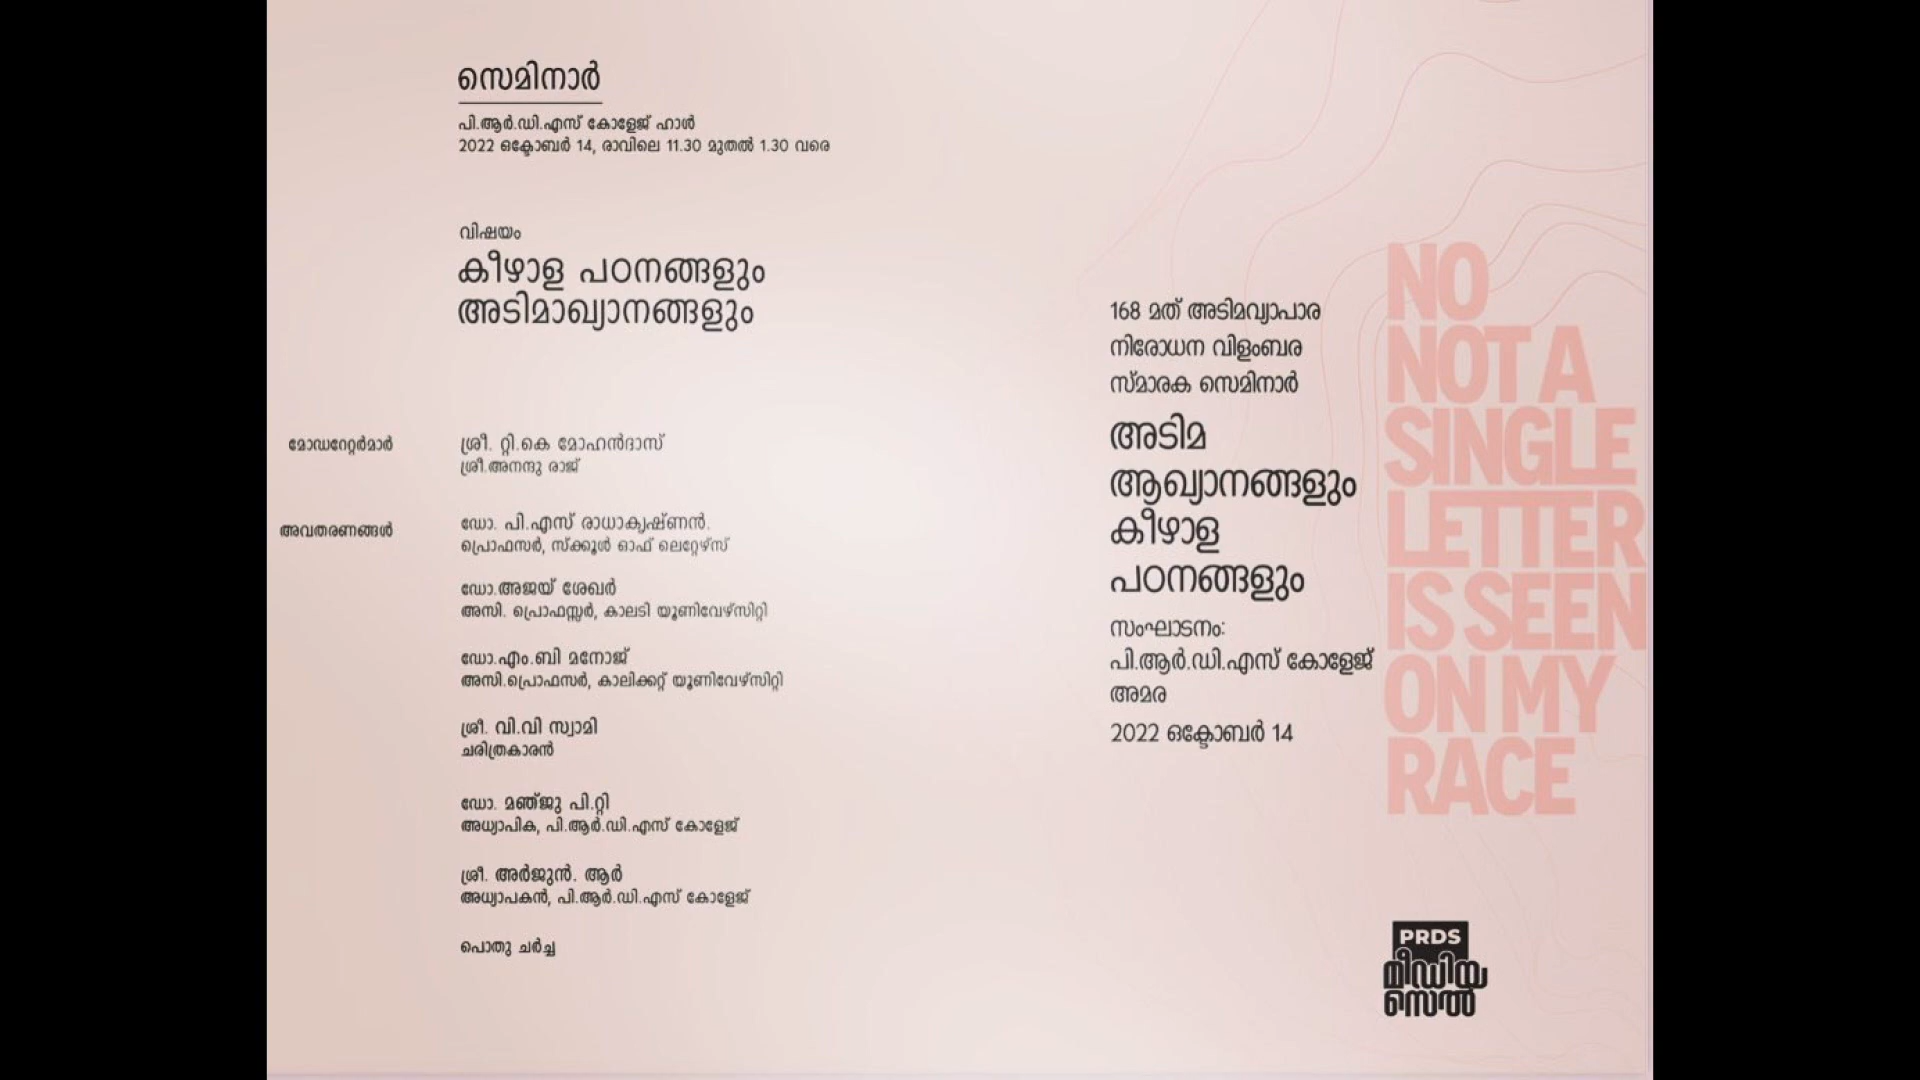 സെമിനാർ
പി.ആർ.ഡി.എസ് കോളേജ് ഹാൾ
2022 ഒക്ടോബർ 14, രാവിലെ 11.30 മുതൽ 1.30 വരെ
വിഷയം
കീഴാള പഠനങ്ങളും
അടിമാഖ്യാനങ്ങളും
മോഡറേറ്റർമാർ
ശ്രീ. റ്റി.കെ മോഹൻദാസ്
ശ്രീ.അനന്ദു രാജ്
അവതരണങ്ങൾ
ഡോ. പി.എസ് രാധാകൃഷ്ണൻ.
പ്രൊഫസർ, സ്ക്കൂൾ ഓഫ് ലെറ്റേഴ്സ്
ഡോ.അജയ് ശേഖർ
അസി. പ്രൊഫസ്സർ, കാലടി യൂണിവേഴ്സിറ്റി
ഡോ.എം.ബി മനോജ്
അസി.പ്രൊഫസർ, കാലിക്കറ്റ് യൂണിവേഴ്സിറ്റി
ശ്രീ. വി.വി സ്വാമി
ചരിത്രകാരൻ
ഡോ. മഞ്ജു പി.റ്റി
അധ്യാപിക, പി.ആർ.ഡി.എസ് കോളേജ്
ശ്രീ. അർജുൻ. ആർ
അധ്യാപകൻ, പി.ആർ.ഡി.എസ് കോളേജ്
പൊതു ചർച്ച
168 മത് അടിമവ്യാപാര
നിരോധന വിളംബര
സ്മാരക സെമിനാർ
അടിമ
ആഖ്യാനങ്ങളും
കീഴാള
പഠനങ്ങളും
സംഘാടനം:
പി.ആർ.ഡി.എസ് കോളേജ്
അമര
2022 ഒക്ടോബർ 14
NO
NOT A
SINGLE
LETTER
IS SEEN
ON MY
RACE
PRDS
മീഡിയ
സെൽ